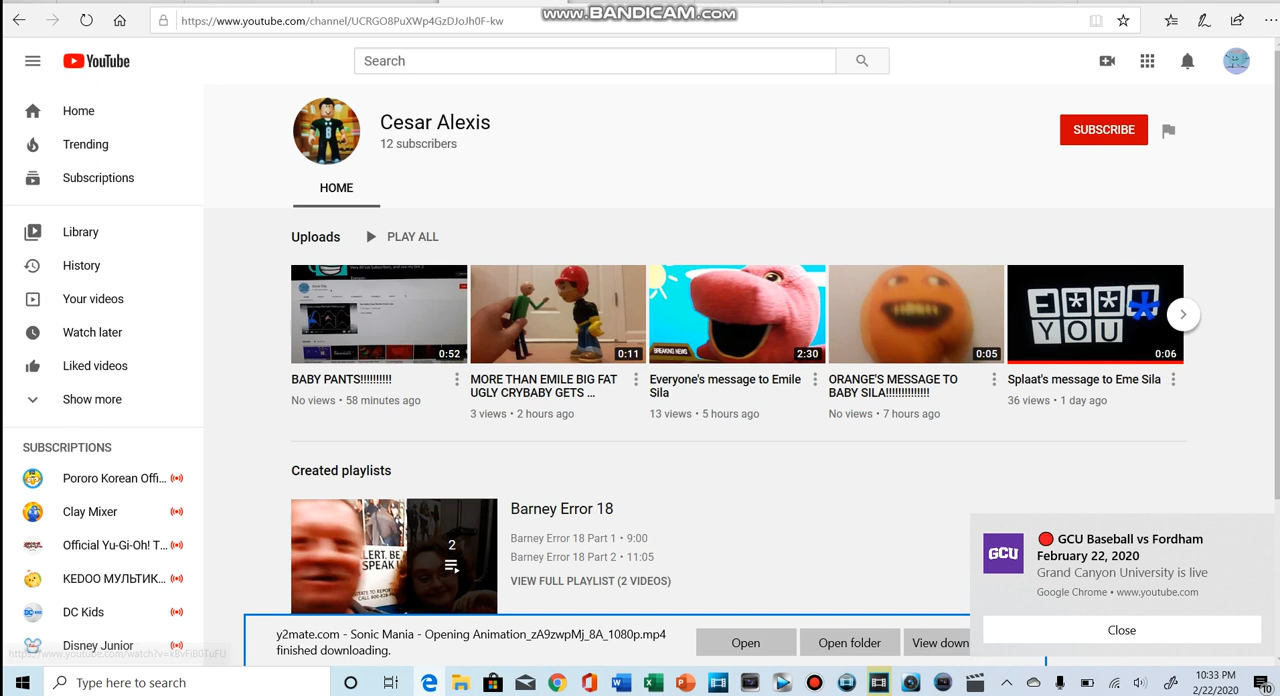 https://www.youtube.com/channel/UCRGO8PuXWp4GzDJoJh0F-kw
www.BANDICAM.com
YouTube
Search
Home
Trending
Subscriptions
Library
History
Your videos
Watch later
Liked videos
Show more
SUBSCRIPTIONS
Pororo Korean Offi...
Clay Mixer
Official Yu-Gi-Oh! T...
KEDOO МУЛЬТИК...
DC Kids
Disney Junior
Cesar Alexis
12 subscribers
SUBSCRIBE
HOME
Uploads PLAY ALL
0:52
BABY PANTS!!!!!!!!!!
No views • 58 minutes ago
0:11
MORE THAN EMILE BIG FAT
UGLY CRYBABY GETS ...
3 views • 2 hours ago
BREAKING NEWS
2:30
Everyone's message to Emile
Sila
13 views • 5 hours ago
0:05
ORANGE'S MESSAGE TO
BABY SILA!!!!!!!!!!!!!!
No views • 7 hours ago
F***
YOU
0:06
Splaat's message to Eme Sila
36 views • 1 day ago
Created playlists
2
Barney Error 18
Barney Error 18 Part 1 • 9:00
Barney Error 18 Part 2 • 11:05
VIEW FULL PLAYLIST (2 VIDEOS)
GCU
GCU Baseball vs Fordham
February 22, 2020
Grand Canyon University is live
Google Chrome • www.youtube.com
Close
y2mate.com - Sonic Mania - Opening Animation_zA9zwpMj_8A_1080p.mp4
finished downloading.
Open
Open folder
View down
Type here to search
10:33 PM
2/22/2020